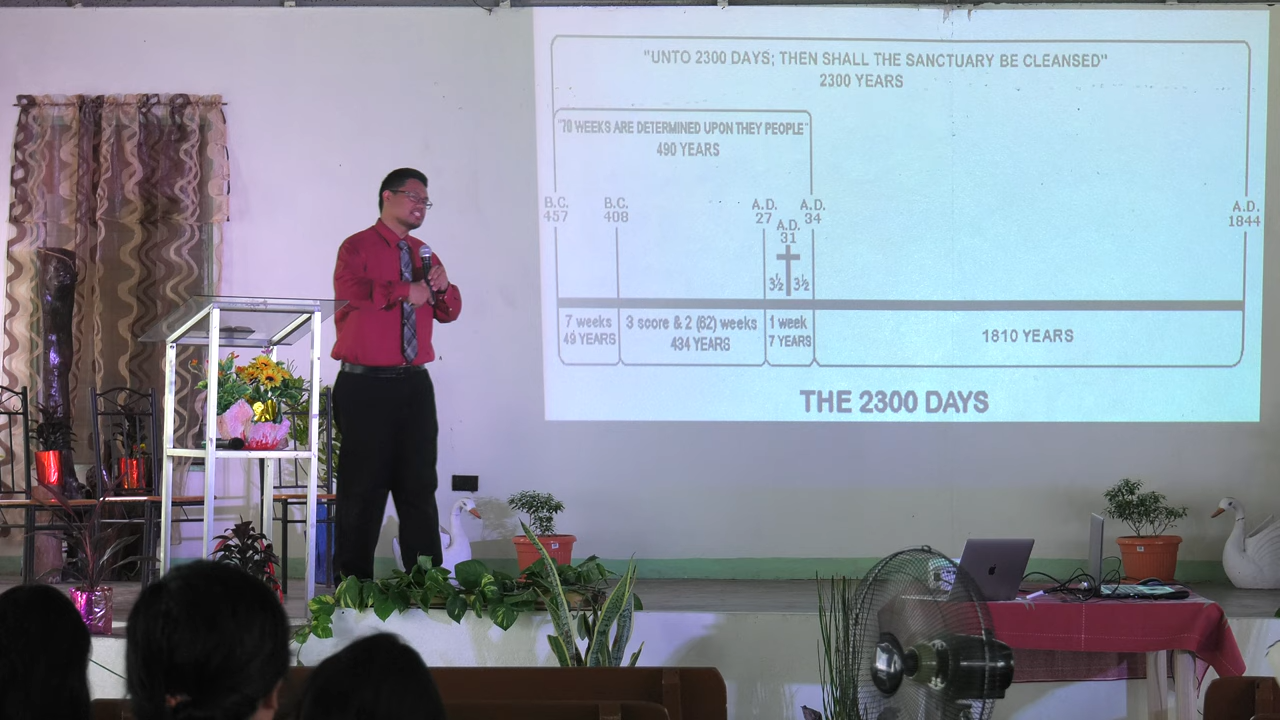 "UNTO 2300 DAYS; THEN SHALL THE SANCTUARY BE CLEANSED"
2300 YEARS
"70 WEEKS ARE DETERMINED UPON THEY PEOPLE"
490 YEARS
B.C.
457
B.C.
408
A.D.
27
A.D.
31
A.D.
34
A.D.
1844
3½
3½
7 weeks
49 YEARS
3 score & 2 (62) weeks
434 YEARS
1 week
7 YEARS
1810 YEARS
THE 2300 DAYS